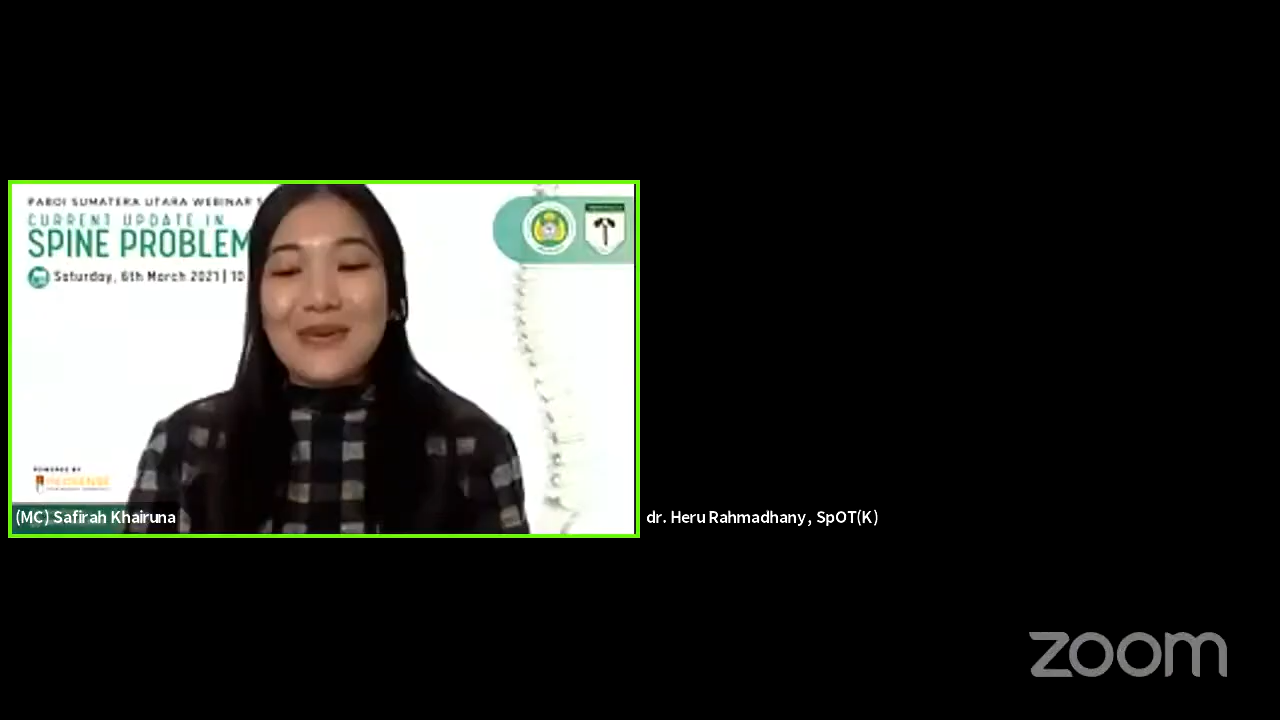 PABOI SUMATERA UTARA WEBINAR S
CURRENT UPDATE IN
SPINE PROBLEM
Saturday, 6th March 2021 | 10
POWERED BY
(MC) Safirah Khairuna
dr. Heru Rahmadhany, SpOT(K)
zoom